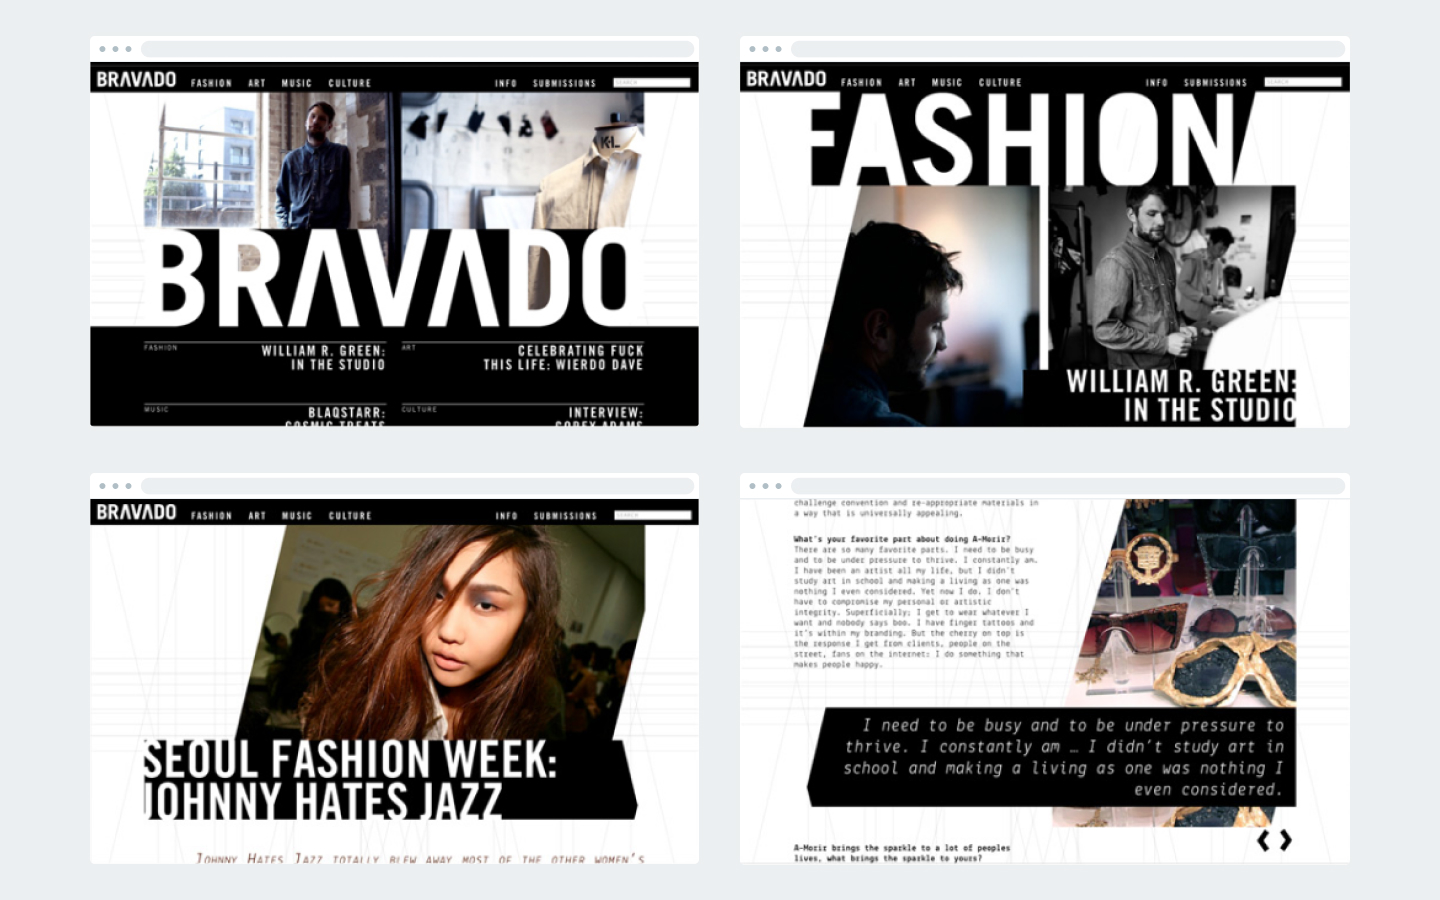 BRAVADO FASHION ART MUSIC CULTURE INFO SUBMISSIONS SEARCH
BRAVADO
FASHION
WILLIAM R. GREEN:
IN THE STUDIO
ART
CELEBRATING FUCK
THIS LIFE: WIERDO DAVE
MUSIC
BLAQSTARR:
COSMIC TREATS
CULTURE
INTERVIEW:
COREY ADAMS
BRAVADO FASHION ART MUSIC CULTURE INFO SUBMISSIONS SEARCH
FASHION
WILLIAM R. GREEN:
IN THE STUDIO
BRAVADO FASHION ART MUSIC CULTURE INFO SUBMISSIONS SEARCH
SEOUL FASHION WEEK:
JOHNNY HATES JAZZ
JOHNNY HATES JAZZ TOTALLY BLEW AWAY MOST OF THE OTHER WOMEN'S
challenge convention and re-appropriate materials in
a way that is universally appealing.
What's your favorite part about doing A-Morir?
There are so many favorite parts. I need to be busy
and to be under pressure to thrive. I constantly am.
I have been an artist all my life, but I didn't
study art in school and making a living as one was
nothing I even considered. Yet now I do. I don't
have to compromise my personal or artistic
integrity. Superficially; I get to wear whatever I
want and nobody says boo. I have finger tattoos and
it's within my branding. But the cherry on top is
the response I get from clients, people on the
street, fans on the internet: I do something that
makes people happy.
I need to be busy and to be under pressure to
thrive. I constantly am … I didn't study art in
school and making a living as one was nothing I
even considered.
A-Morir brings the sparkle to a lot of peoples
lives, what brings the sparkle to yours?